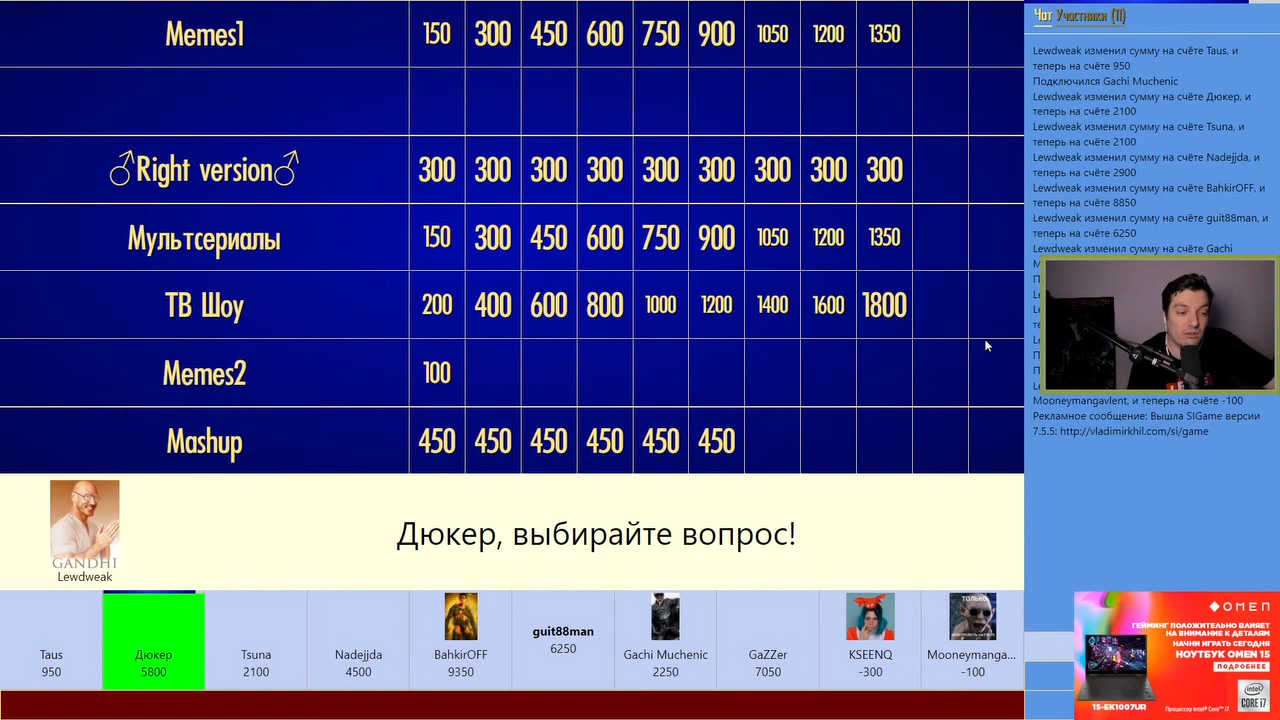 Memes1 150 300 450 600 750 900 1050 1200 1350
♂Right version♂ 300 300 300 300 300 300 300 300 300
Мультсериалы 150 300 450 600 750 900 1050 1200 1350
ТВ Шоу 200 400 600 800 1000 1200 1400 1600 1800
Memes2 100
Mashup 450 450 450 450 450 450
Дюкер, выбирайте вопрос!
GANDHI
Lewdweak
Taus
950
Дюкер
5800
Tsuna
2100
Nadejjda
4500
BahkirOFF
9350
guit88man
6250
Gachi Muchenic
2250
GaZZer
7050
KSEENQ
-300
ТОЛЬКО
Mooneymanga...
-100
Чат Участники (11)
Lewdweak изменил сумму на счёте Taus, и
теперь на счёте 950
Подключился Gachi Muchenic
Lewdweak изменил сумму на счёте Дюкер, и
теперь на счёте 2100
Lewdweak изменил сумму на счёте Tsuna, и
теперь на счёте 2100
Lewdweak изменил сумму на счёте Nadejjda, и
теперь на счёте 2900
Lewdweak изменил сумму на счёте BahkirOFF, и
теперь на счёте 8850
Lewdweak изменил сумму на счёте guit88man, и
теперь на счёте 6250
Lewdweak изменил сумму на счёте Gachi
Mooneymangavlent, и теперь на счёте -100
Рекламное сообщение: Вышла SIGame версии
7.5.5: http://vladimirkhil.com/si/game
ОМЕП
ГЕЙМИНГ ПОЛОЖИТЕЛЬНО ВЛИЯЕТ
НА ВНИМАНИЕ К ДЕТАЛЯМ
НАЧНИ ИГРАТЬ СЕГОДНЯ
НОУТБУК OMEN 15
ПОДРОБНЕЕ
15-EK1007UR
Процессор Intel® Core™ i7
intel
CORE i7